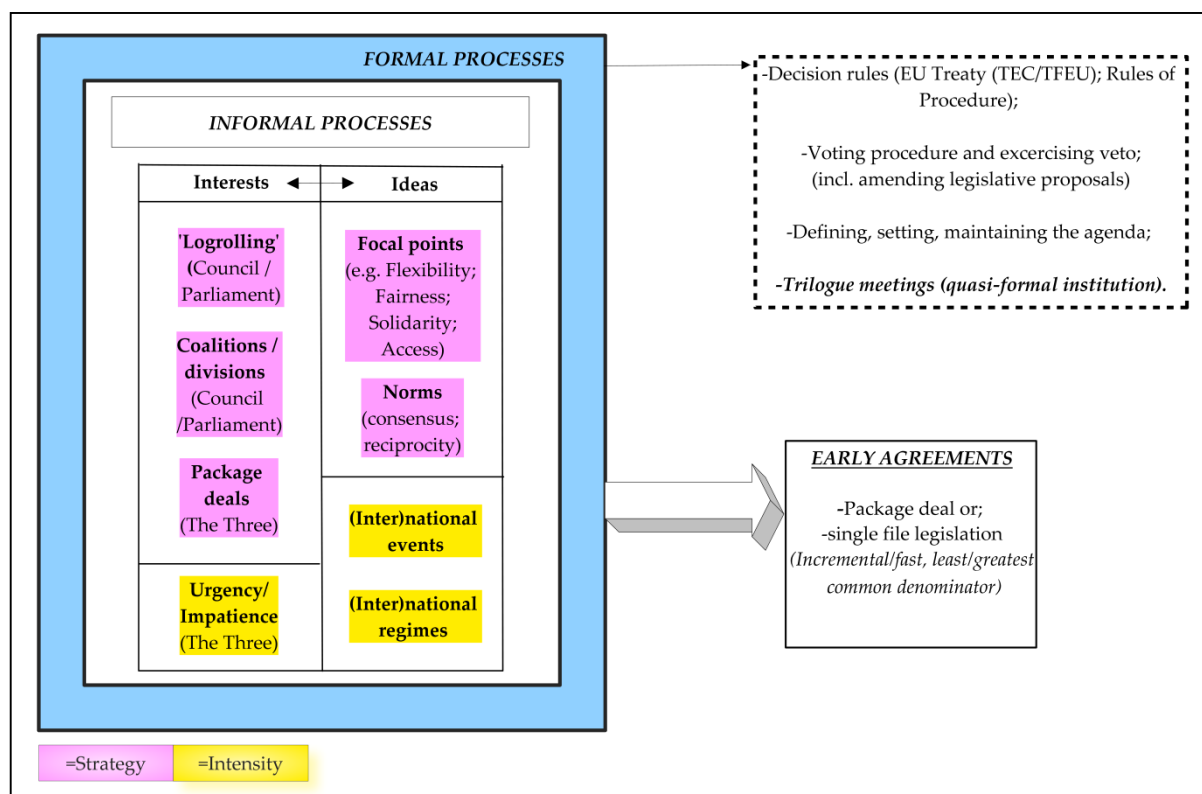 FORMAL PROCESSES
INFORMAL PROCESSES
Interests
Ideas
'Logrolling'
(Council /
Parliament)
Coalitions /
divisions
(Council
/Parliament)
Package
deals
(The Three)
Urgency/
Impatience
(The Three)
Focal points
(e.g. Flexibility;
Fairness;
Solidarity;
Access)
Norms
(consensus;
reciprocity)
(Inter)national
events
(Inter)national
regimes
-Decision rules (EU Treaty (TEC/TFEU); Rules of
Procedure);
-Voting procedure and excercising veto;
(incl. amending legislative proposals)
-Defining, setting, maintaining the agenda;
-Trilogue meetings (quasi-formal institution).
EARLY AGREEMENTS
-Package deal or;
-single file legislation
(Incremental/fast, least/greatest
common denominator)
=Strategy
=Intensity